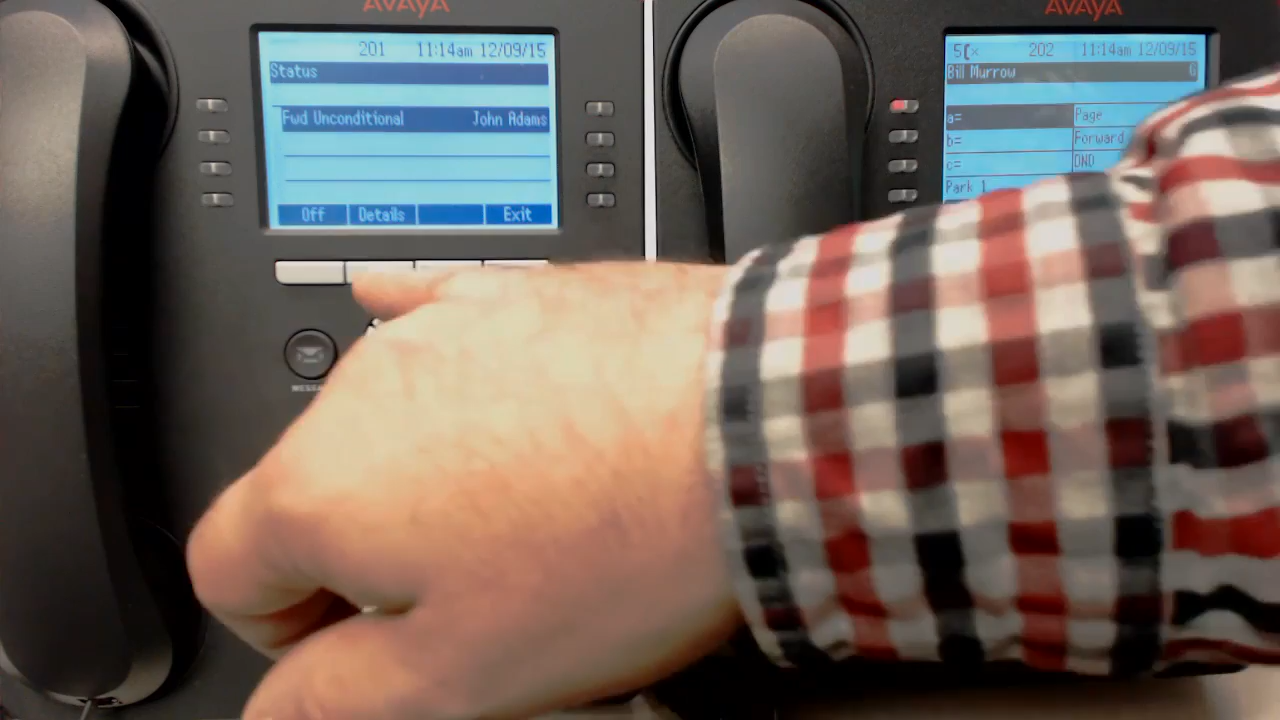 AVAYA
201 11:14am 12/09/15
Status
Fwd Unconditional John Adams
Off Details Exit
AVAYA
202 11:14am 12/09/15
Bill Murrow
a= Page
b= Forward
c= DND
Park 1